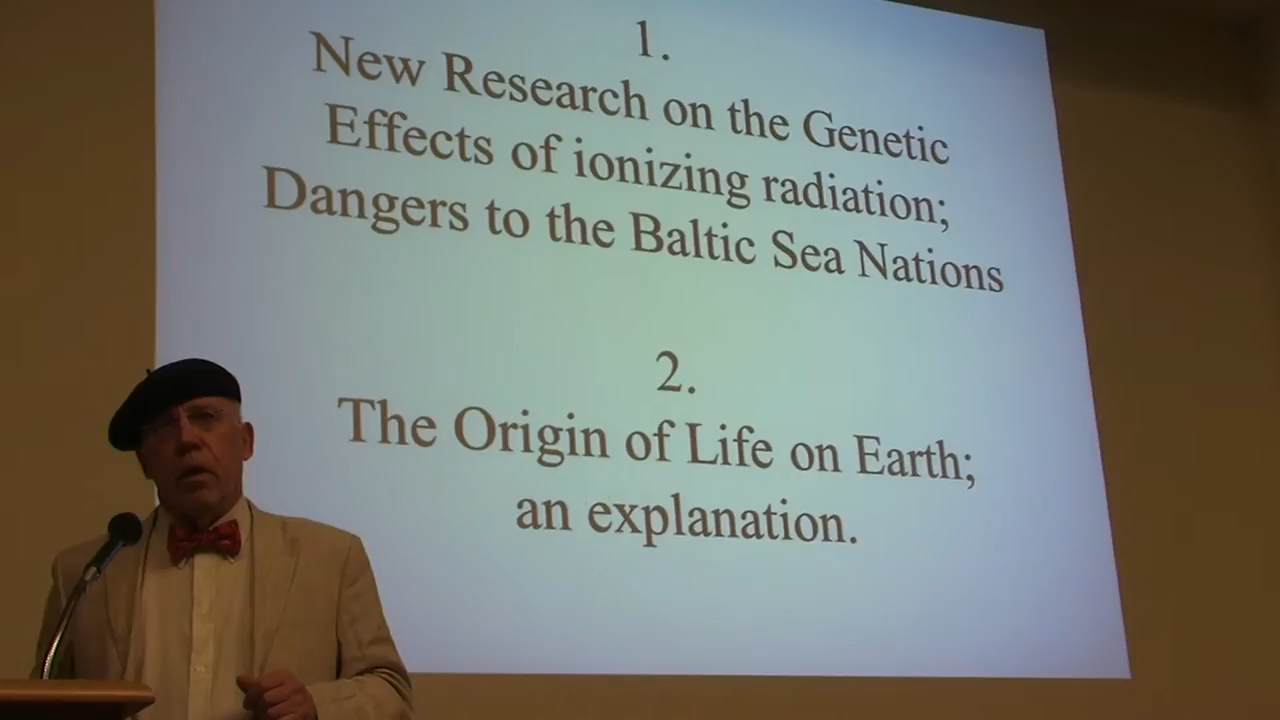 1.
New Research on the Genetic
Effects of ionizing radiation;
Dangers to the Baltic Sea Nations
2.
The Origin of Life on Earth;
an explanation.